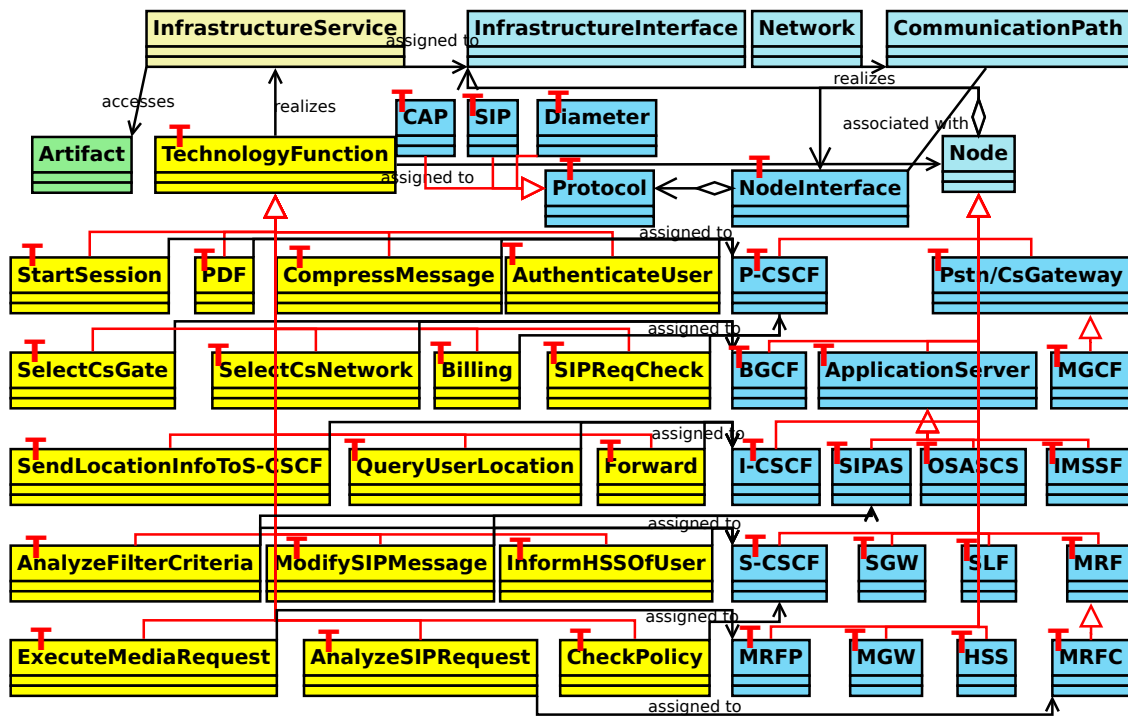 InfrastructureService
InfrastructureInterface
Network
CommunicationPath
assigned to
accesses
realizes
realizes
T CAP
T SIP
T Diameter
associated with
Artifact
T TechnologyFunction
Node
assigned to
Protocol
T NodeInterface
assigned to
T StartSession
T PDF
T CompressMessage
T AuthenticateUser
T P-CSCF
T Pstn/CsGateway
assigned to
T SelectCsGate
T SelectCsNetwork
T Billing
T SIPReqCheck
T BGCF
T ApplicationServer
T MGCF
assigned to
T SendLocationInfoToS-CSCF
T QueryUserLocation
T Forward
T I-CSCF
T SIPAS
T OSASCS
T IMSSF
assigned to
T AnalyzeFilterCriteria
T ModifySIPMessage
T InformHSSOfUser
T S-CSCF
T SGW
T SLF
T MRF
assigned to
T ExecuteMediaRequest
T AnalyzeSIPRequest
T CheckPolicy
T MRFP
T MGW
T HSS
T MRFC
assigned to